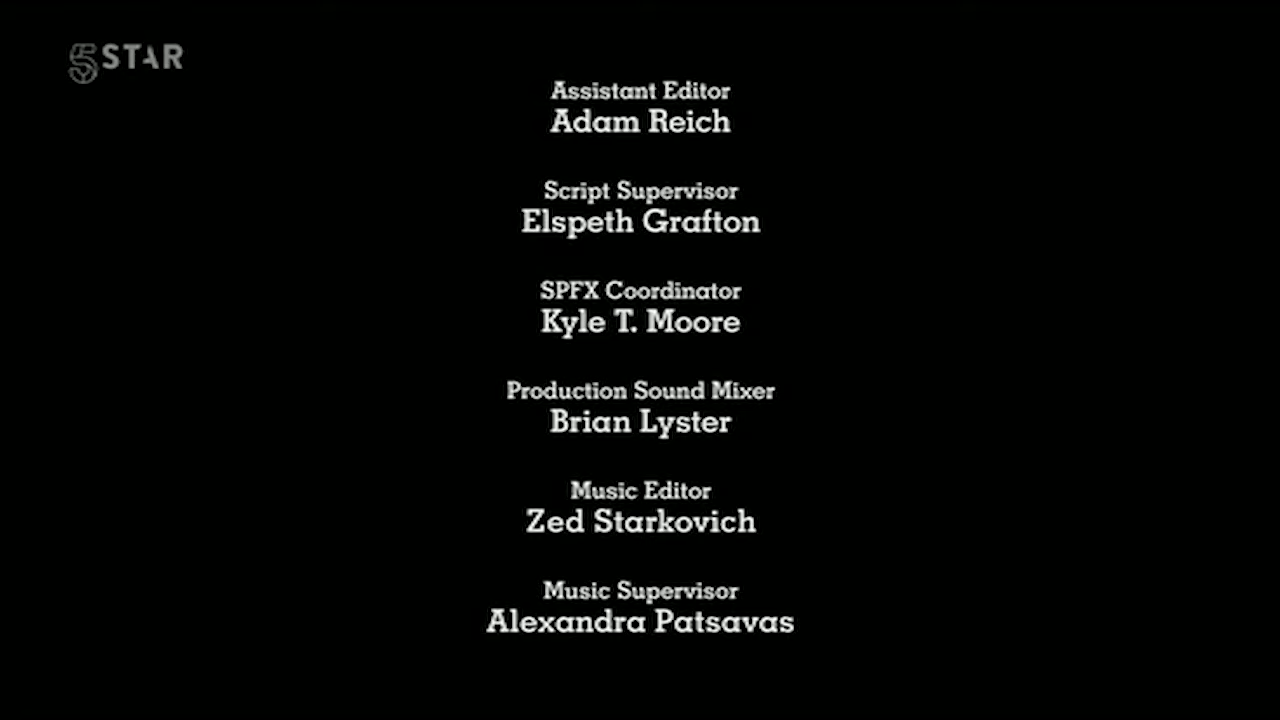 5STAR
Assistant Editor
Adam Reich
Script Supervisor
Elspeth Grafton
SPFX Coordinator
Kyle T. Moore
Production Sound Mixer
Brian Lyster
Music Editor
Zed Starkovich
Music Supervisor
Alexandra Patsavas